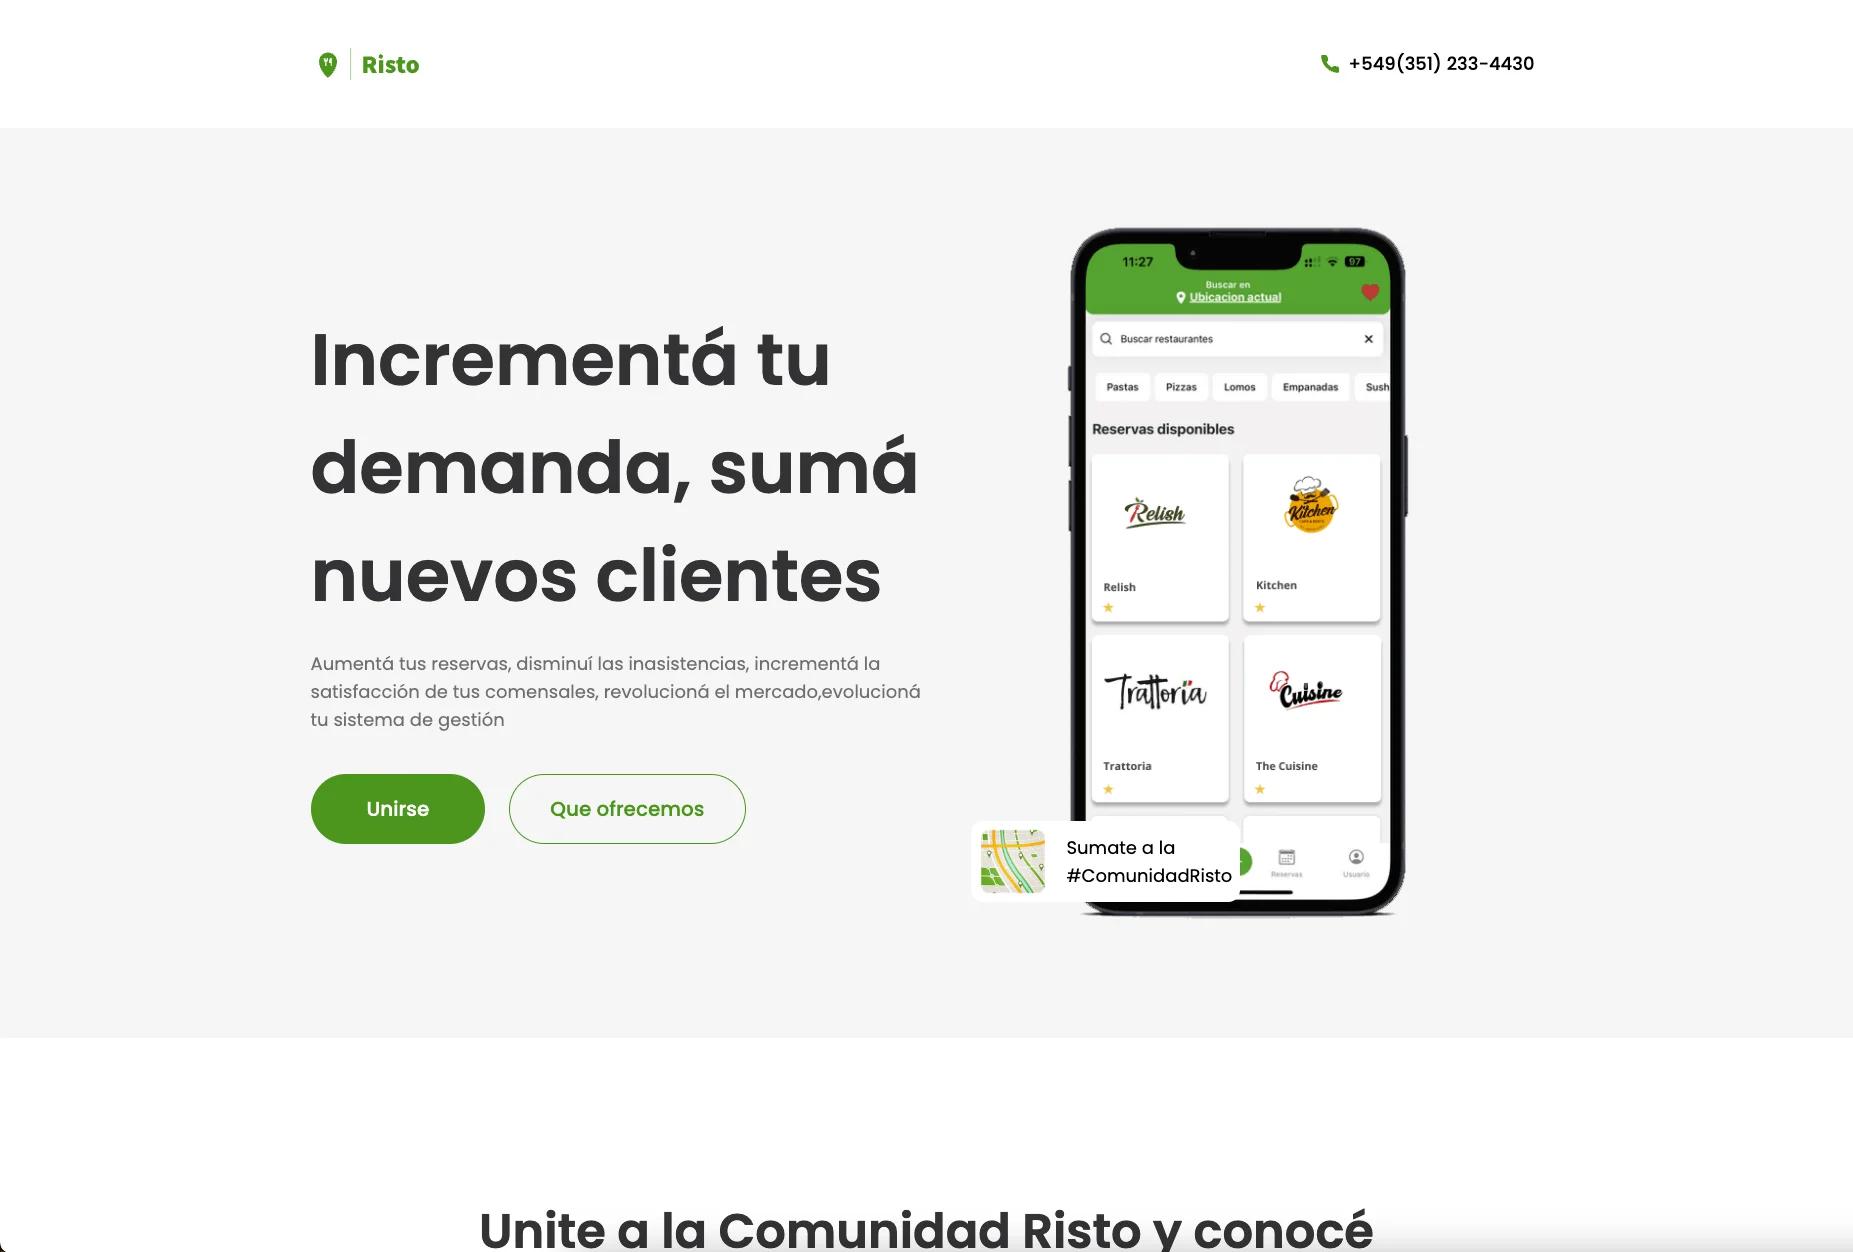 Risto
+549(351) 233-4430
Incrementá tu
demanda, sumá
nuevos clientes
Aumentá tus reservas, disminuí las inasistencias, incrementá la
satisfacción de tus comensales, revolucioná el mercado,evolucioná
tu sistema de gestión
Unirse
Que ofrecemos
11:27
97
Buscar en
Ubicacion actual
Buscar restaurantes
Pastas Pizzas Lomos Empanadas Sush
Reservas disponibles
Relish
Kitchen
Relish
Kitchen
Trattoria
Cuisine
Trattoria
The Cuisine
Sumate a la
#ComunidadRisto
Reservas
Usuario
Unite a la Comunidad Risto y conocé